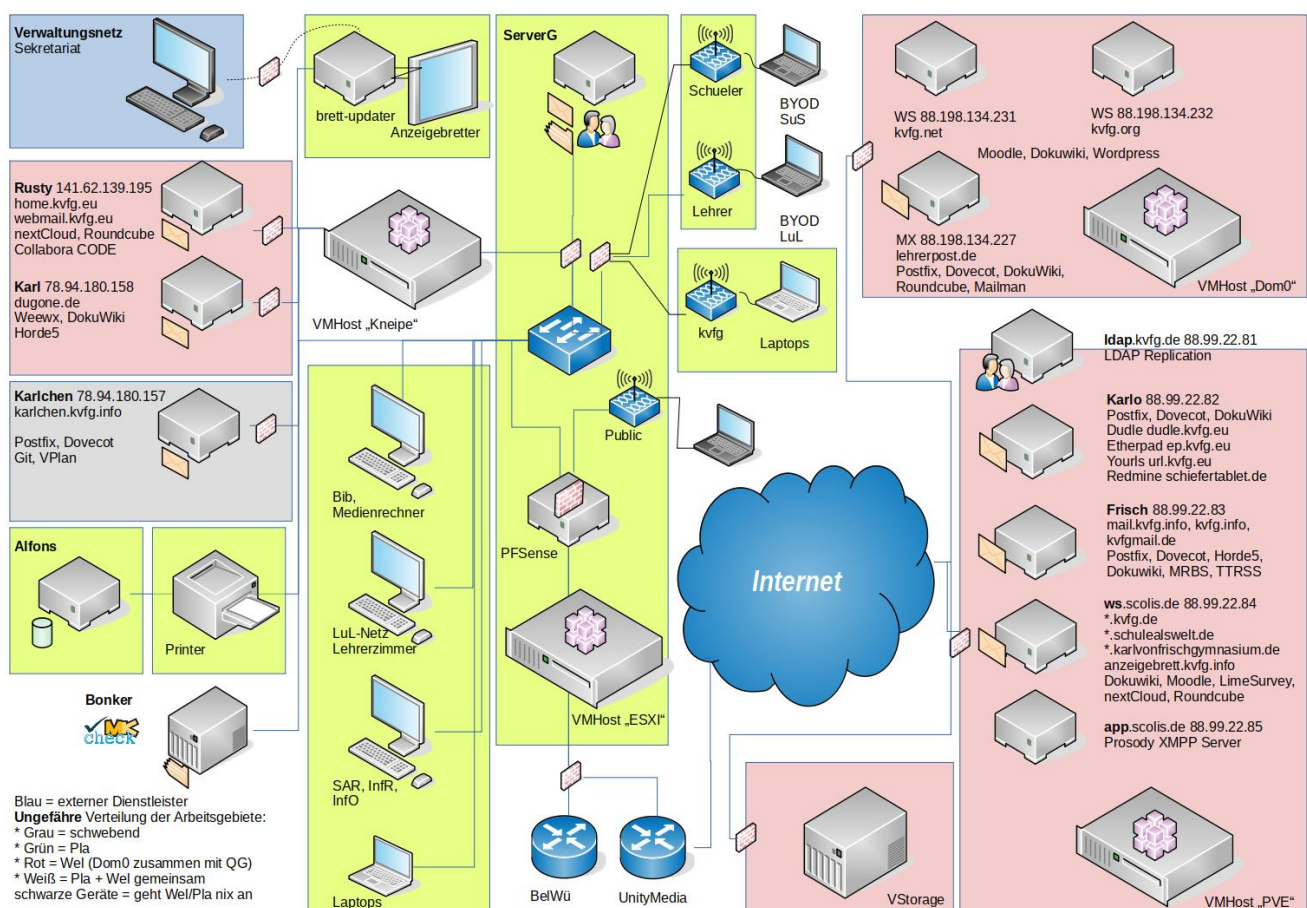 Verwaltungsnetz
Sekretariat
brett-updater
Anzeigebretter
ServerG
Schueler
BYOD
SuS
Lehrer
BYOD
LuL
kvfg
Laptops
Public
WS 88.198.134.231
kvfg.net
WS 88.198.134.232
kvfg.org
Moodle, Dokuwiki, Wordpress
MX 88.198.134.227
lehrerpost.de
Postfix, Dovecot, DokuWiki,
Roundcube, Mailman
VMHost „Dom0“
Rusty 141.62.139.195
home.kvfg.eu
webmail.kvfg.eu
nextCloud, Roundcube
Collabora CODE
Karl 78.94.180.158
dugone.de
Weewx, DokuWiki
Horde5
VMHost „Kneipe“
Karlchen 78.94.180.157
karlchen.kvfg.info
Postfix, Dovecot
Git, VPlan
Alfons
Printer
Bonker
MK
check
Bib,
Medienrechner
LuL-Netz
Lehrerzimmer
SAR, InfR,
InfO
Laptops
PFSense
VMHost „ESXI“
BelWü
UnityMedia
Internet
VStorage
ldap.kvfg.de 88.99.22.81
LDAP Replication
Karlo 88.99.22.82
Postfix, Dovecot, DokuWiki
Dudle dudle.kvfg.eu
Etherpad ep.kvfg.eu
Yourls url.kvfg.eu
Redmine schiefertablet.de
Frisch 88.99.22.83
mail.kvfg.info, kvfg.info,
kvfgmail.de
Postfix, Dovecot, Horde5,
Dokuwiki, MRBS, TTRSS
ws.scolis.de 88.99.22.84
*.kvfg.de
*.schulealswelt.de
*.karlvonfrischgymnasium.de
anzeigebrett.kvfg.info
Dokuwiki, Moodle, LimeSurvey,
nextCloud, Roundcube
app.scolis.de 88.99.22.85
Prosody XMPP Server
VMHost „PVE“
Blau = externer Dienstleister
Ungefähre Verteilung der Arbeitsgebiete:
* Grau = schwebend
* Grün = Pla
* Rot = Wel (Dom0 zusammen mit QG)
* Weiß = Pla + Wel gemeinsam
schwarze Geräte = geht Wel/Pla nix an